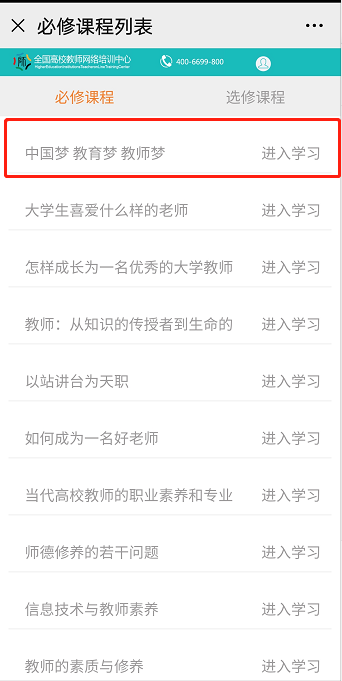 必修课程列表
全国高校教师网络培训中心
400-6699-800
必修课程 选修课程
中国梦 教育梦 教师梦 进入学习
大学生喜爱什么样的老师 进入学习
怎样成长为一名优秀的大学教师 进入学习
教师：从知识的传授者到生命的 进入学习
以站讲台为天职 进入学习
如何成为一名好老师 进入学习
当代高校教师的职业素养和专业 进入学习
师德修养的若干问题 进入学习
信息技术与教师素养 进入学习
教师的素质与修养 进入学习